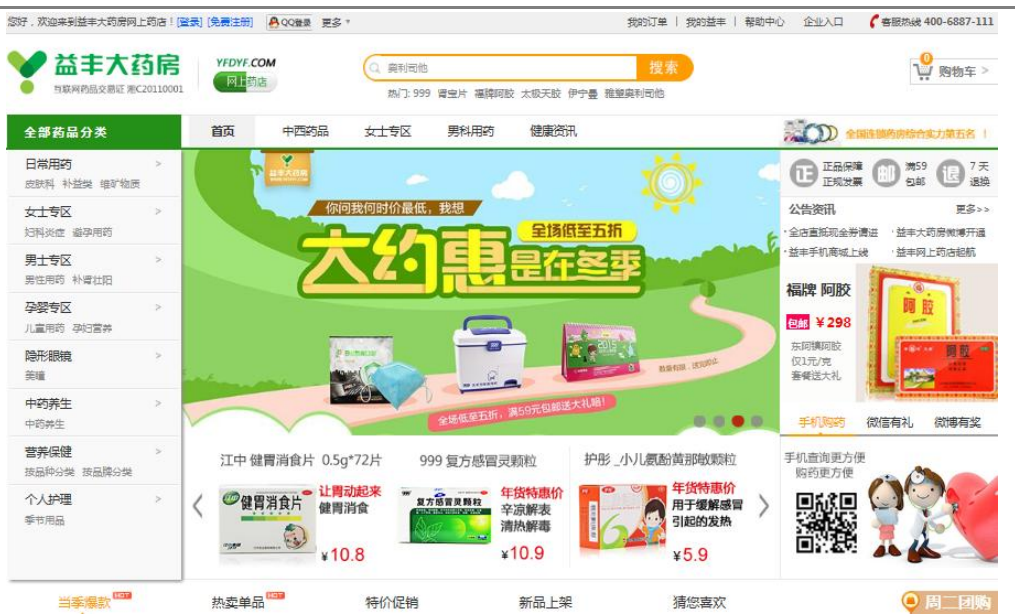 您好，欢迎来到益丰大药房网上药店！[登录] [免费注册] QQ登录 更多
我的订单 | 我的益丰 | 帮助中心 企业入口 客服热线 400-6887-111
益丰大药房
互联网药品交易证 湘C20110001
YFDYF.COM
网上药店
奥利司他
搜索
热门: 999 肾宝片 福牌阿胶 太极天胶 伊宁曼 雅塑奥利司他
0
购物车 >
全部药品分类
首页 中西药品 女士专区 男科用药 健康资讯
全国连锁药房综合实力第五名 !
日常用药 >
皮肤科 补益类 维矿物质
女士专区 >
妇科炎症 避孕用药
男士专区 >
男性用药 补肾壮阳
孕婴专区 >
儿童用药 孕妇营养
隐形眼镜 >
美瞳
中药养生 >
中药养生
营养保健 >
按品种分类 按品牌分类
个人护理 >
季节用品
益丰大药房
你问我何时价最低，我想
大约惠
全场低至五折
是在冬季
2015
数量有限，送完即止
全场低至五折，满59元包邮送大礼喔!
正 正品保障
正规发票
邮 满59
包邮
退 7 天
退换
公告资讯 更多>>
全店直抵现金券请进 益丰大药房微博开通
益丰手机商城上线 益丰网上药店起航
福牌 阿胶
包邮 ¥298
东阿镇阿胶
仅1元/克
套餐送大礼
阿胶
阿胶
手机购药 微信有礼 微博有奖
手机查询更方便
购药更方便
江中 健胃消食片 0.5g*72片
健胃消食片
让胃动起来
健胃消食
¥10.8
999 复方感冒灵颗粒
复方感冒灵颗粒
年货特惠价
辛凉解表
清热解毒
¥10.9
护彤 _小儿氨酚黄那敏颗粒
6
年货特惠价
用于缓解感冒
引起的发热
¥5.9
当季爆款 HOT
热卖单品 HOT
特价促销
新品上架
猜您喜欢
周二团购